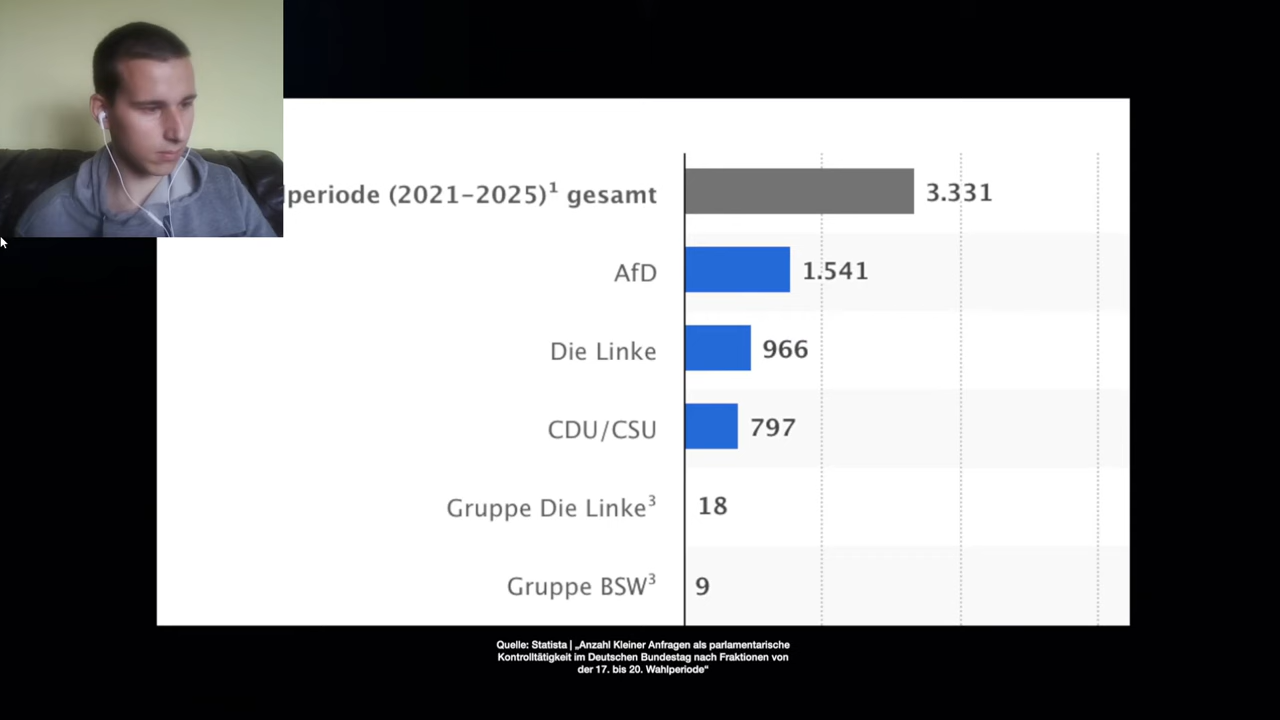 lperiode (2021–2025)¹ gesamt 3.331
AfD 1.541
Die Linke 966
CDU/CSU 797
Gruppe Die Linke³ 18
Gruppe BSW³ 9
Quelle: Statista | „Anzahl Kleiner Anfragen als parlamentarische
Kontrolltätigkeit im Deutschen Bundestag nach Fraktionen von
der 17. bis 20. Wahlperiode“